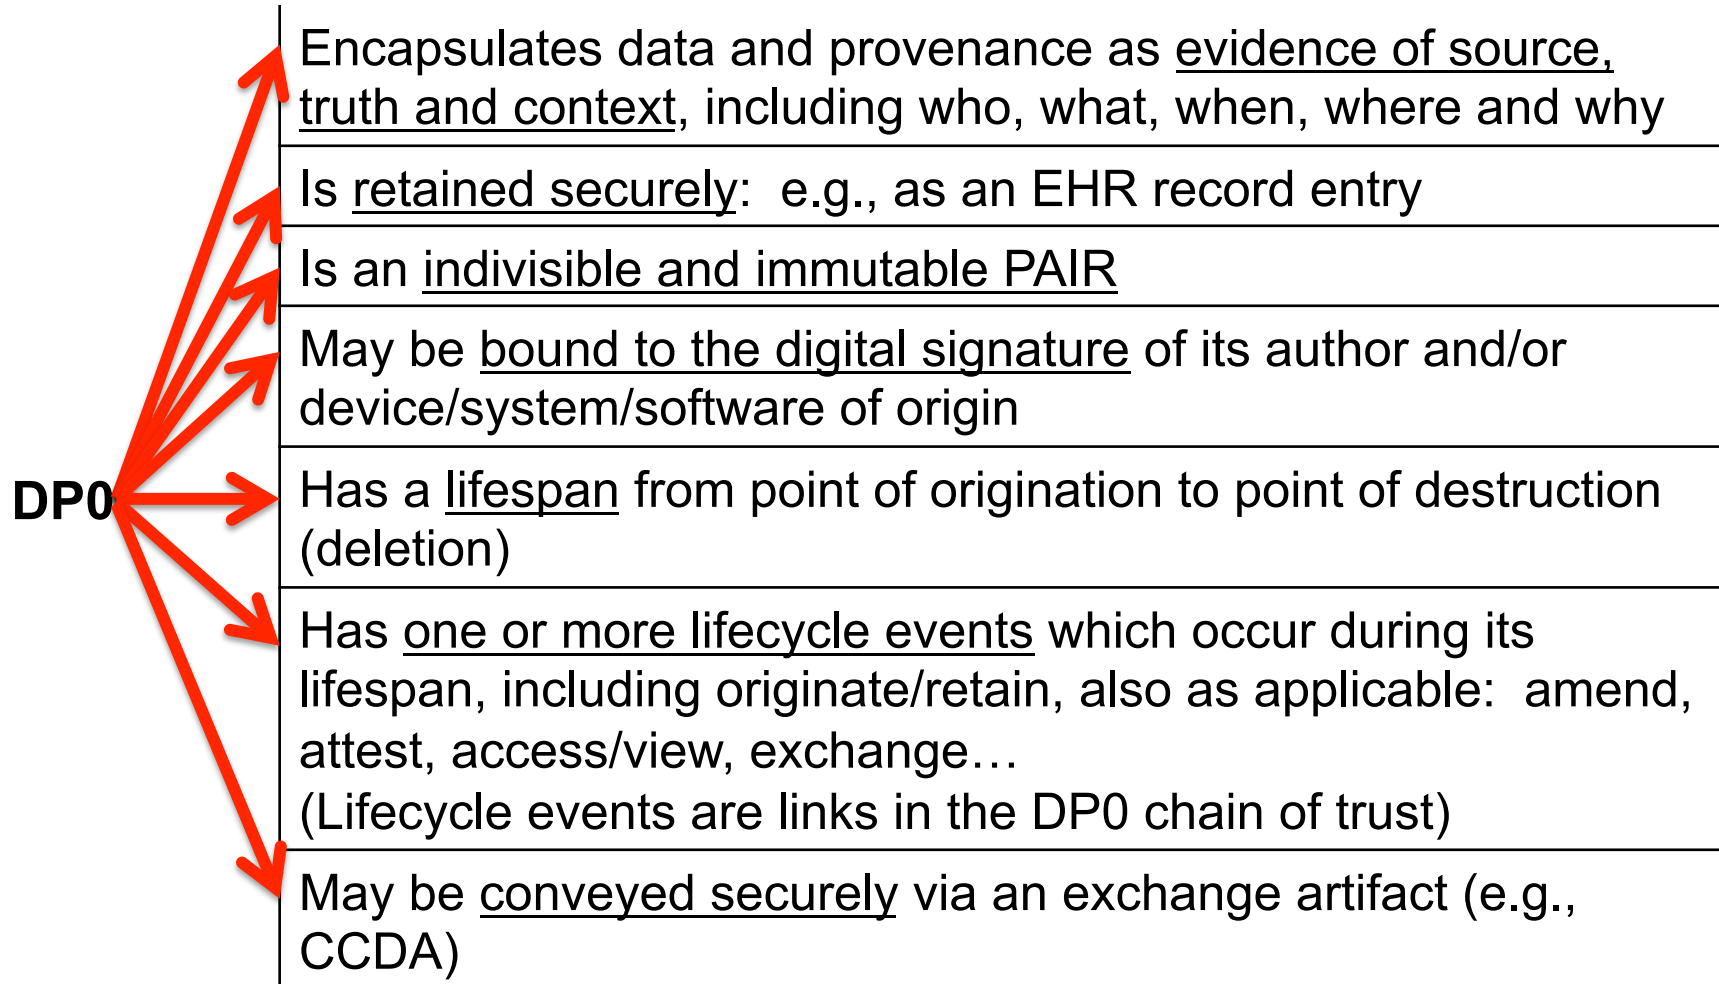 Encapsulates data and provenance as evidence of source,
truth and context, including who, what, when, where and why
Is retained securely:  e.g., as an EHR record entry
Is an indivisible and immutable PAIR
May be bound to the digital signature of its author and/or
device/system/software of origin
DP0
Has a lifespan from point of origination to point of destruction
(deletion)
Has one or more lifecycle events which occur during its
lifespan, including originate/retain, also as applicable:  amend,
attest, access/view, exchange…
(Lifecycle events are links in the DP0 chain of trust)
May be conveyed securely via an exchange artifact (e.g.,
CCDA)